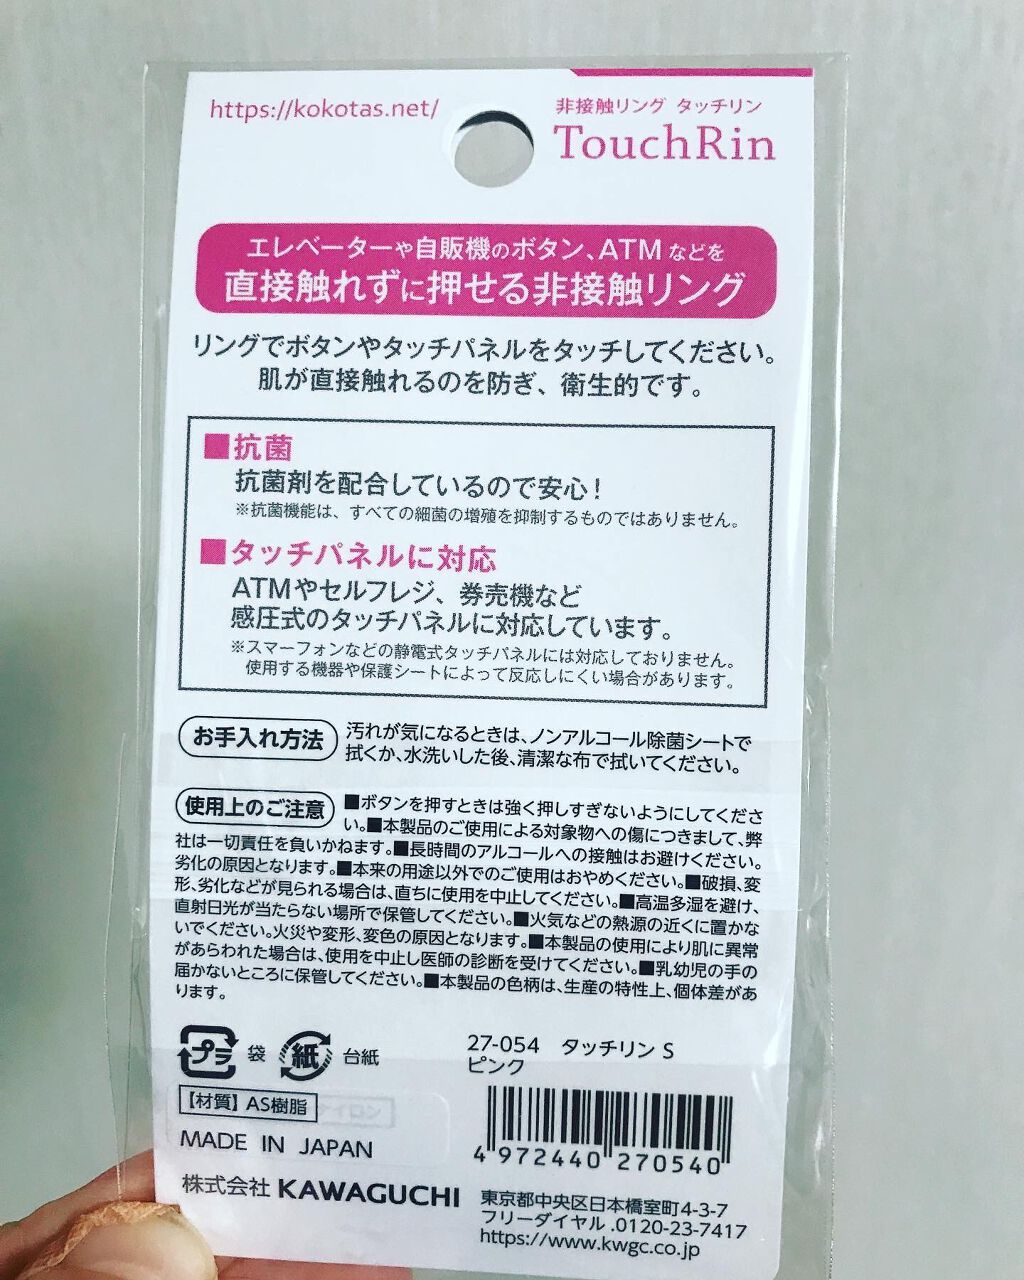 https://kokotas.net/
非接触リング タッチリン
TouchRin
エレベーターや自販機のボタン、ATMなどを
直接触れずに押せる非接触リング
リングでボタンやタッチパネルをタッチしてください。
肌が直接触れるのを防ぎ、衛生的です。
■抗菌
抗菌剤を配合しているので安心！
※抗菌機能は、すべての細菌の増殖を抑制するものではありません。
■タッチパネルに対応
ATMやセルフレジ、券売機など
感圧式のタッチパネルに対応しています。
※スマーフォンなどの静電式タッチパネルには対応しておりません。
使用する機器や保護シートによって反応しにくい場合があります。
お手入れ方法 汚れが気になるときは、ノンアルコール除菌シートで
拭くか、水洗いした後、清潔な布で拭いてください。
使用上のご注意 ■ボタンを押すときは強く押しすぎないようにしてくださ
い。■本製品のご使用による対象物への傷につきまして、弊
社は一切責任を負いかねます。■長時間のアルコールへの接触はお避けください。
劣化の原因となります。■本来の用途以外でのご使用はおやめください。■破損、変
形、劣化などが見られる場合は、直ちに使用を中止してください。■高温多湿を避け、
直射日光が当たらない場所で保管してください。■火気などの熱源の近くに置かな
いでください。火災や変形、変色の原因となります。■本製品の使用により肌に異常
があらわれた場合は、使用を中止し医師の診断を受けてください。■乳幼児の手の
届かないところに保管してください。■本製品の色柄は、生産の特性上、個体差があ
ります。
プラ 袋 紙 台紙
27-054 タッチリン S
ピンク
【材質】AS樹脂
MADE IN JAPAN
4 972440 270540
株式会社 KAWAGUCHI
東京都中央区日本橋室町4-3-7
フリーダイヤル.0120-23-7417
https://www.kwgc.co.jp